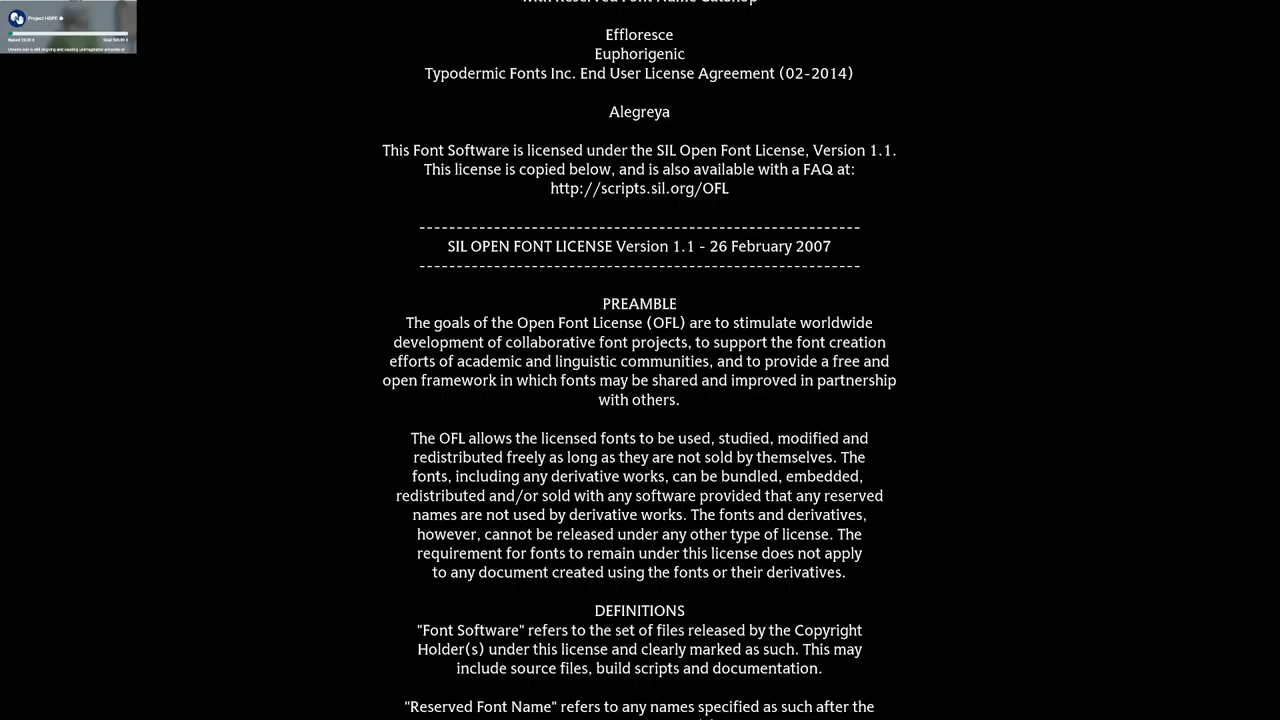 Project HOPE
with Reserved Font Name
Effloresce
Euphorigenic
Typodermic Fonts Inc. End User License Agreement (02-2014)
Alegreya
This Font Software is licensed under the SIL Open Font License, Version 1.1.
This license is copied below, and is also available with a FAQ at:
http://scripts.sil.org/OFL
-----------------------------------------------------------
SIL OPEN FONT LICENSE Version 1.1 - 26 February 2007
-----------------------------------------------------------
PREAMBLE
The goals of the Open Font License (OFL) are to stimulate worldwide
development of collaborative font projects, to support the font creation
efforts of academic and linguistic communities, and to provide a free and
open framework in which fonts may be shared and improved in partnership
with others.
The OFL allows the licensed fonts to be used, studied, modified and
redistributed freely as long as they are not sold by themselves. The
fonts, including any derivative works, can be bundled, embedded,
redistributed and/or sold with any software provided that any reserved
names are not used by derivative works. The fonts and derivatives,
however, cannot be released under any other type of license. The
requirement for fonts to remain under this license does not apply
to any document created using the fonts or their derivatives.
DEFINITIONS
"Font Software" refers to the set of files released by the Copyright
Holder(s) under this license and clearly marked as such. This may
include source files, build scripts and documentation.
"Reserved Font Name" refers to any names specified as such after the